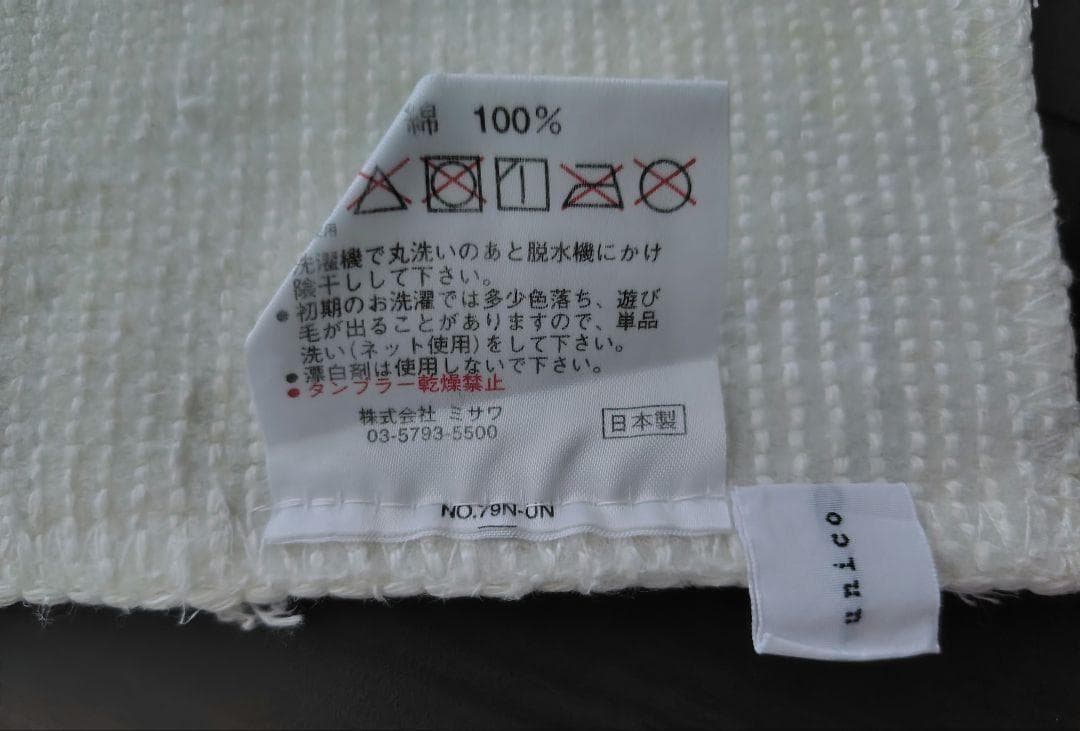 綿 100%
洗濯機で丸洗いのあと脱水機にかけ
陰干しして下さい。
● 初期のお洗濯では多少色落ち、遊び
毛が出ることがありますので、単品
洗い(ネット使用)をして下さい。
● 漂白剤は使用しないで下さい。
● タンブラー乾燥禁止
株式会社 ミサワ
03-5793-5500
日本製
NO.79N-UN
unico